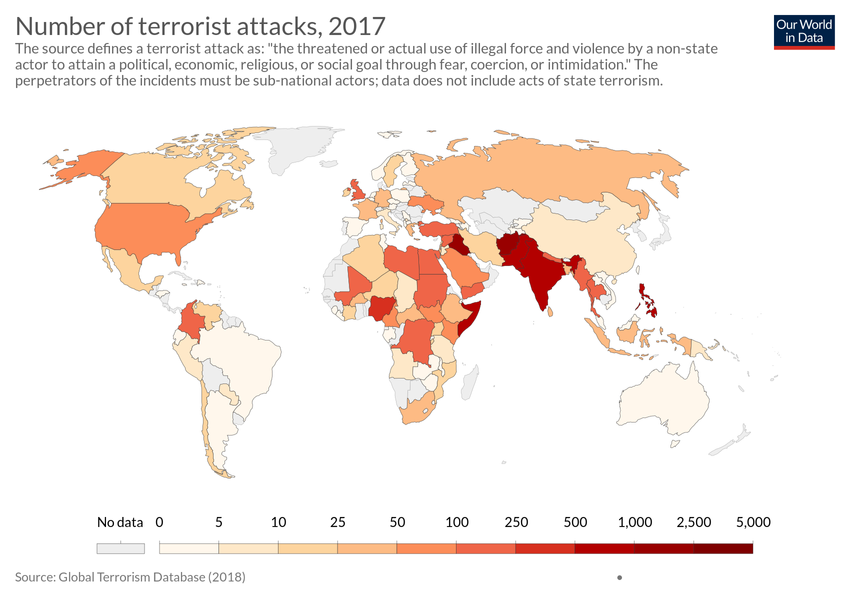 Number of terrorist attacks, 2017
Our World
in Data
The source defines a terrorist attack as: "the threatened or actual use of illegal force and violence by a non-state
actor to attain a political, economic, religious, or social goal through fear, coercion, or intimidation." The
perpetrators of the incidents must be sub-national actors; data does not include acts of state terrorism.
No data 0 5 10 25 50 100 250 500 1,000 2,500 5,000
Source: Global Terrorism Database (2018)